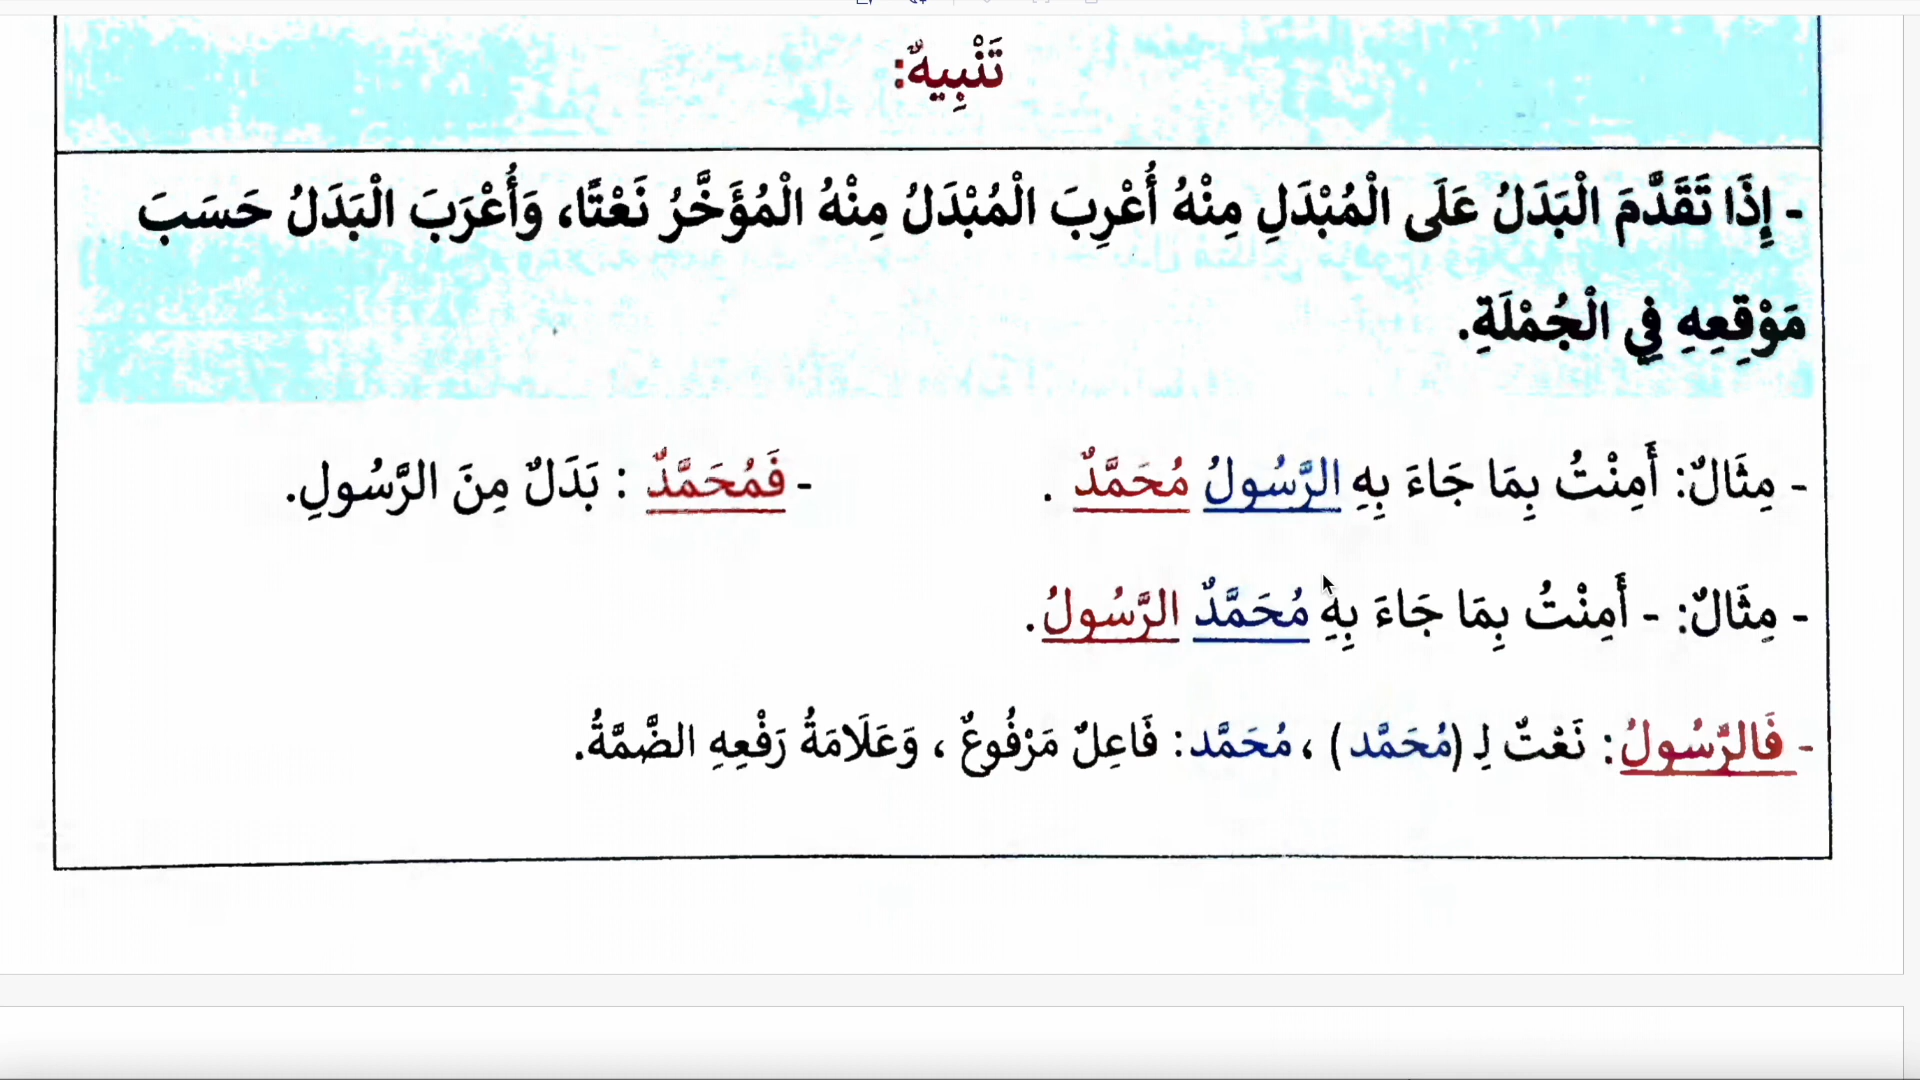 تَنْبِيهٌ:
- إِذَا تَقَدَّمَ الْبَدَلُ عَلَى الْمُبْدَلِ مِنْهُ أُعْرِبَ الْمُبْدَلُ مِنْهُ الْمُؤَخَّرُ نَعْتًا، وَأُعْرَبَ الْبَدَلُ حَسَبَ
مَوْقِعِهِ فِي الْجُمْلَةِ.
- مِثَالٌ: أَمِنْتُ بِمَا جَاءَ بِهِ الرَّسُولُ مُحَمَّدٌ . - فَمُحَمَّدٌ : بَدَلٌ مِنَ الرَّسُولِ.
- مِثَالٌ: - أَمِنْتُ بِمَا جَاءَ بِهِ مُحَمَّدٌ الرَّسُولُ.
- فَالرَّسُولُ: نَعْتٌ لِـ (مُحَمَّد) ، مُحَمَّد: فَاعِلٌ مَرْفُوعٌ ، وَعَلَامَةُ رَفْعِهِ الضَّمَّةُ.